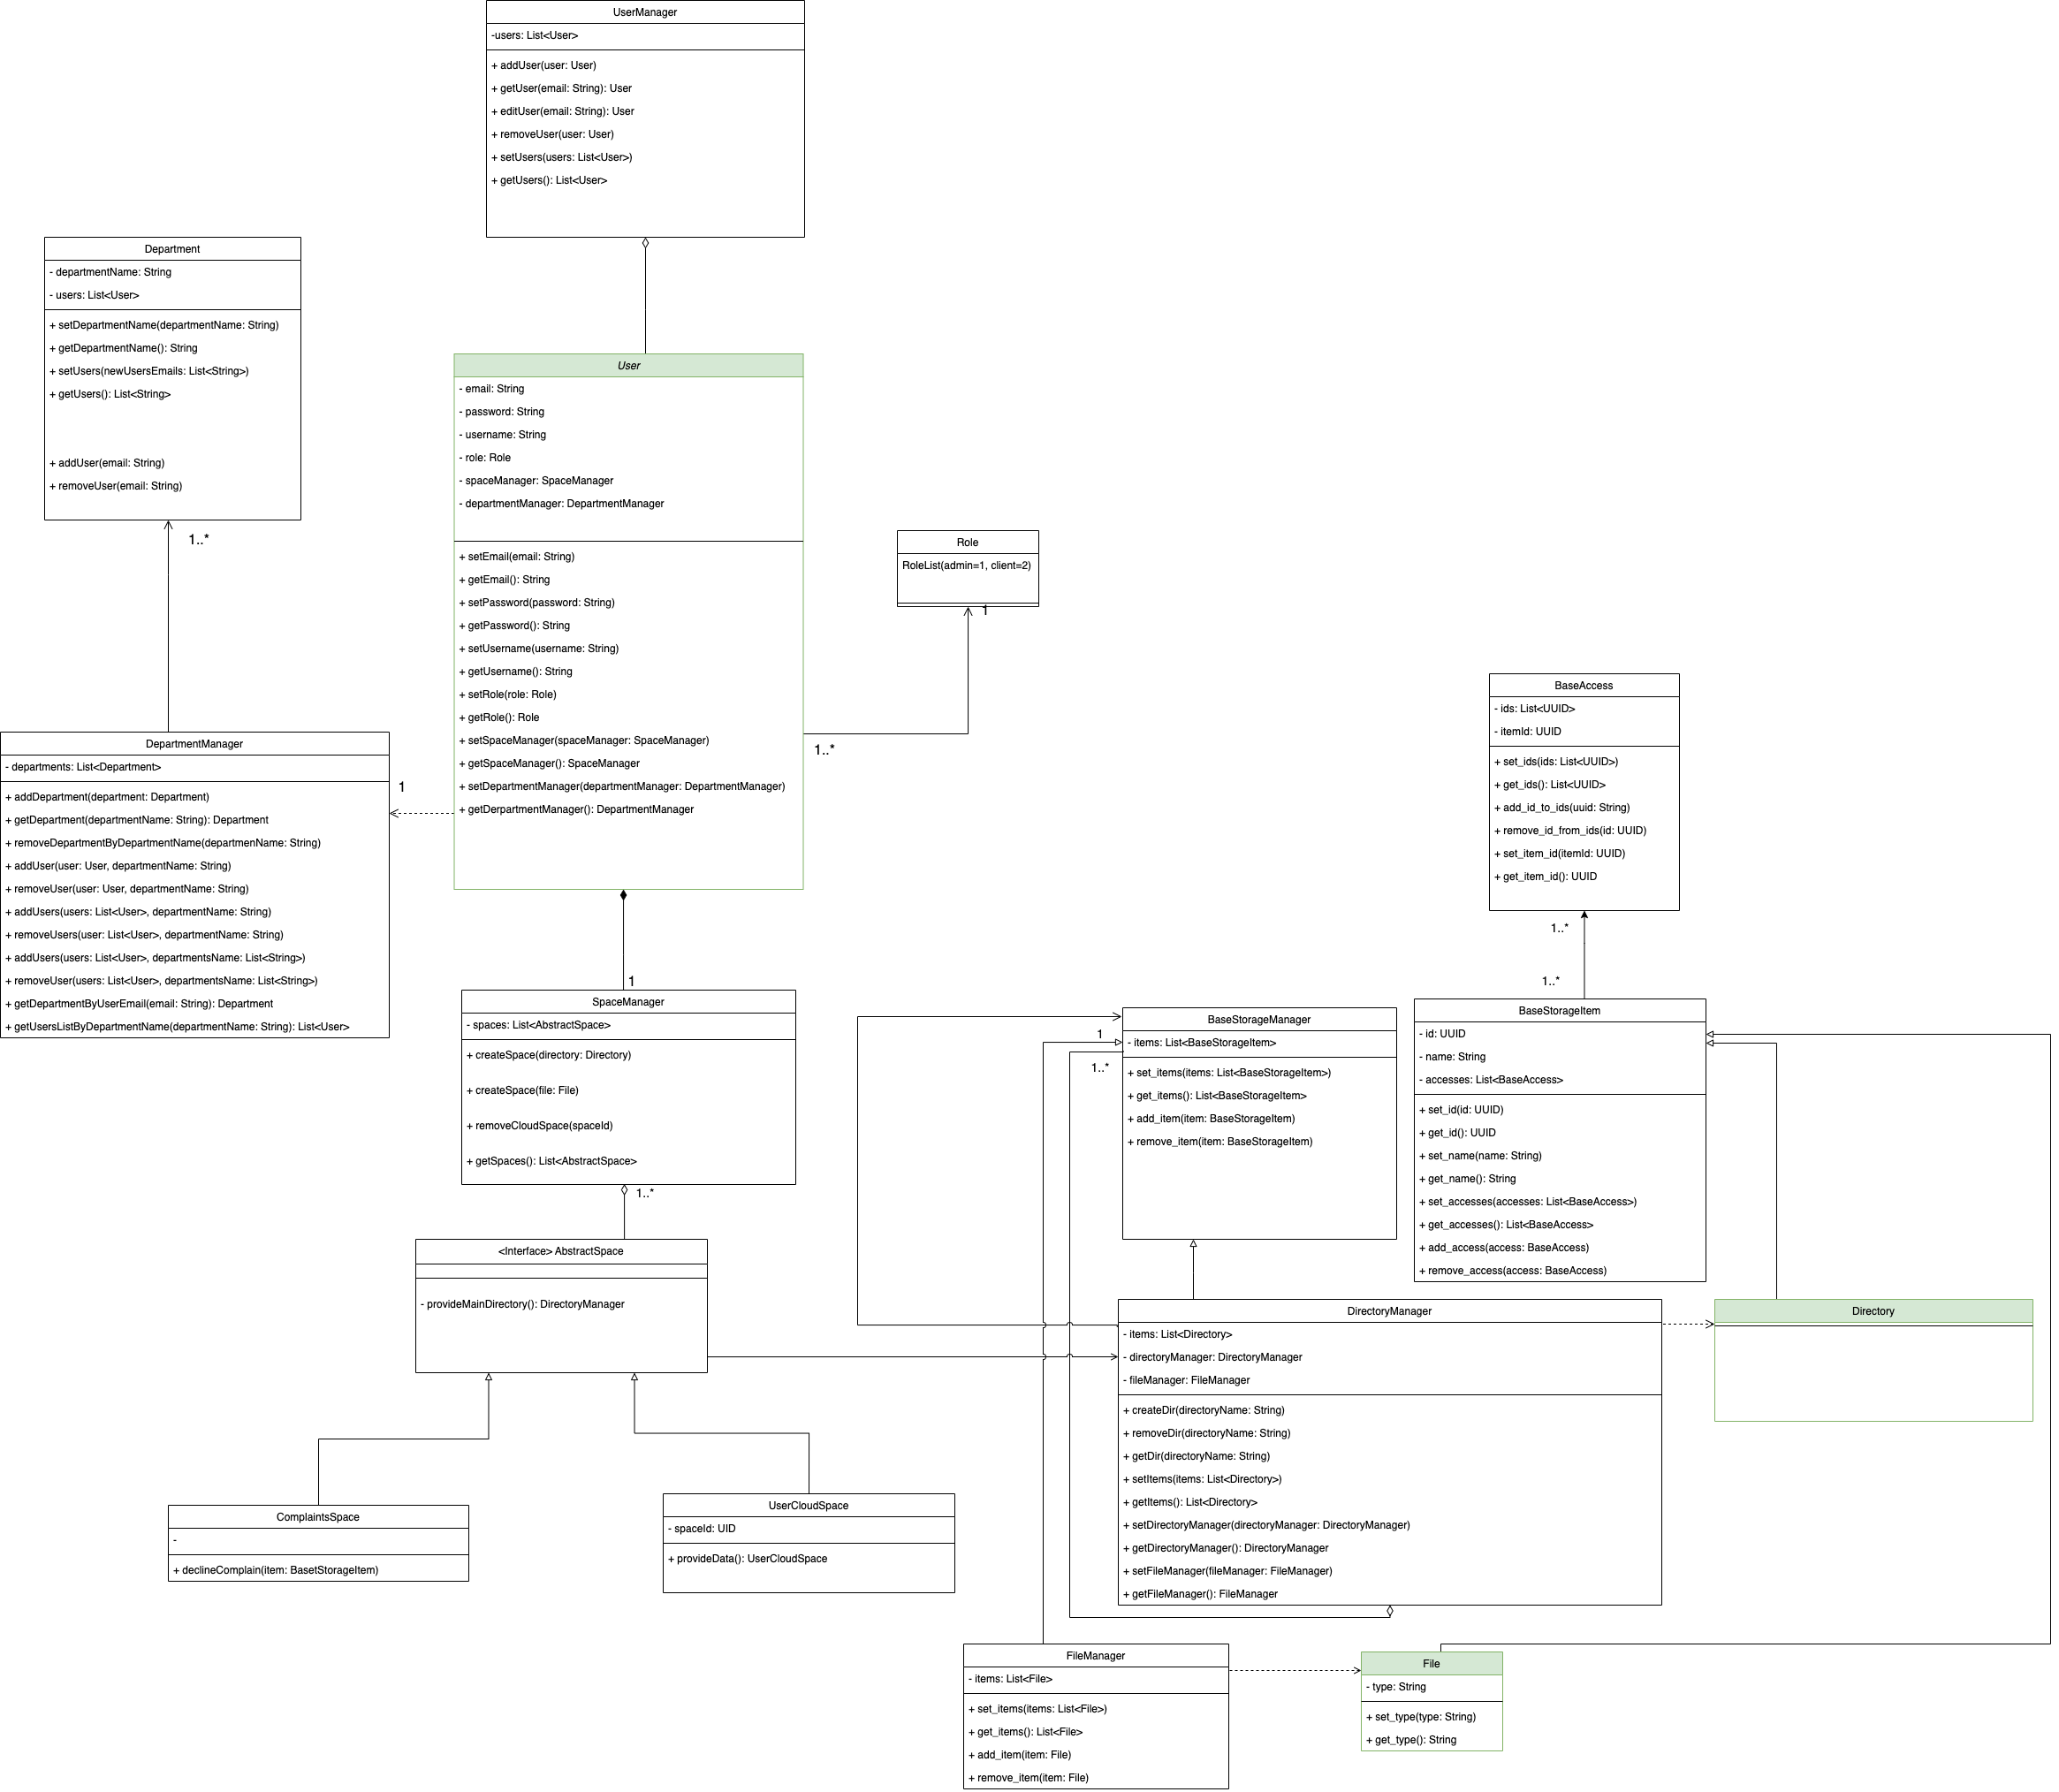 UserManager
-users: List<User>
+ addUser(user: User)
+ getUser(email: String): User
+ editUser(email: String): User
+ removeUser(user: User)
+ setUsers(users: List<User>)
+ getUsers(): List<User>
Department
- departmentName: String
- users: List<User>
+ setDepartmentName(departmentName: String)
+ getDepartmentName(): String
+ setUsers(newUsersEmails: List<String>)
+ getUsers(): List<String>
+ addUser(email: String)
+ removeUser(email: String)
1..*
User
- email: String
- password: String
- username: String
- role: Role
- spaceManager: SpaceManager
- departmentManager: DepartmentManager
+ setEmail(email: String)
+ getEmail(): String
+ setPassword(password: String)
+ getPassword(): String
+ setUsername(username: String)
+ getUsername(): String
+ setRole(role: Role)
+ getRole(): Role
+ setSpaceManager(spaceManager: SpaceManager)
+ getSpaceManager(): SpaceManager
+ setDepartmentManager(departmentManager: DepartmentManager)
+ getDerpartmentManager(): DepartmentManager
Role
RoleList(admin=1, client=2)
1
1..*
DepartmentManager
- departments: List<Department>
+ addDepartment(department: Department)
+ getDepartment(departmentName: String): Department
+ removeDepartmentByDepartmentName(departmenName: String)
+ addUser(user: User, departmentName: String)
+ removeUser(user: User, departmentName: String)
+ addUsers(users: List<User>, departmentName: String)
+ removeUsers(user: List<User>, departmentName: String)
+ addUsers(users: List<User>, departmentsName: List<String>)
+ removeUser(users: List<User>, departmentsName: List<String>)
+ getDepartmentByUserEmail(email: String): Department
+ getUsersListByDepartmentName(departmentName: String): List<User>
1
BaseAccess
- ids: List<UUID>
- itemId: UUID
+ set_ids(ids: List<UUID>)
+ get_ids(): List<UUID>
+ add_id_to_ids(uuid: String)
+ remove_id_from_ids(id: UUID)
+ set_item_id(itemId: UUID)
+ get_item_id(): UUID
1..*
1..*
1
SpaceManager
- spaces: List<AbstractSpace>
+ createSpace(directory: Directory)
+ createSpace(file: File)
+ removeCloudSpace(spaceId)
+ getSpaces(): List<AbstractSpace>
1..*
BaseStorageManager
- items: List<BaseStorageItem>
+ set_items(items: List<BaseStorageItem>)
+ get_items(): List<BaseStorageItem>
+ add_item(item: BaseStorageItem)
+ remove_item(item: BaseStorageItem)
1
1..*
BaseStorageItem
- id: UUID
- name: String
- accesses: List<BaseAccess>
+ set_id(id: UUID)
+ get_id(): UUID
+ set_name(name: String)
+ get_name(): String
+ set_accesses(accesses: List<BaseAccess>)
+ get_accesses(): List<BaseAccess>
+ add_access(access: BaseAccess)
+ remove_access(access: BaseAccess)
<Interface> AbstractSpace
- provideMainDirectory(): DirectoryManager
DirectoryManager
- items: List<Directory>
- directoryManager: DirectoryManager
- fileManager: FileManager
+ createDir(directoryName: String)
+ removeDir(directoryName: String)
+ getDir(directoryName: String)
+ setItems(items: List<Directory>)
+ getItems(): List<Directory>
+ setDirectoryManager(directoryManager: DirectoryManager)
+ getDirectoryManager(): DirectoryManager
+ setFileManager(fileManager: FileManager)
+ getFileManager(): FileManager
Directory
ComplaintsSpace
-
+ declineComplain(item: BasetStorageItem)
UserCloudSpace
- spaceId: UID
+ provideData(): UserCloudSpace
FileManager
- items: List<File>
+ set_items(items: List<File>)
+ get_items(): List<File>
+ add_item(item: File)
+ remove_item(item: File)
File
- type: String
+ set_type(type: String)
+ get_type(): String